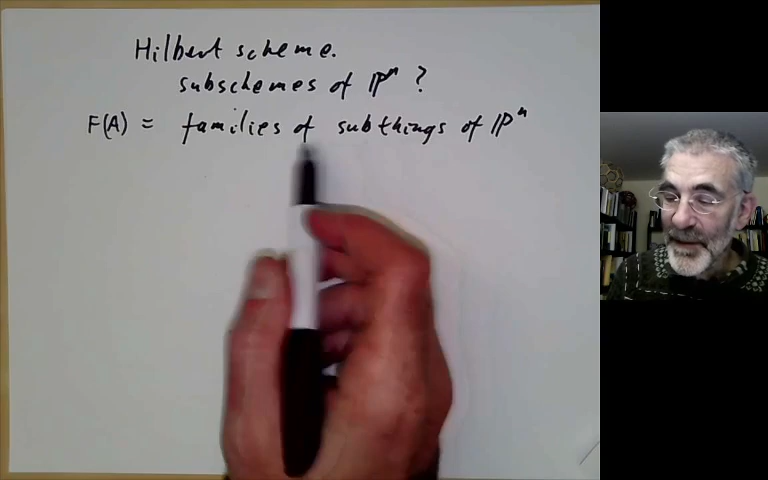 Hilbert scheme.
subschemes of ℙⁿ ?
F(A) = families of subthings of ℙⁿ